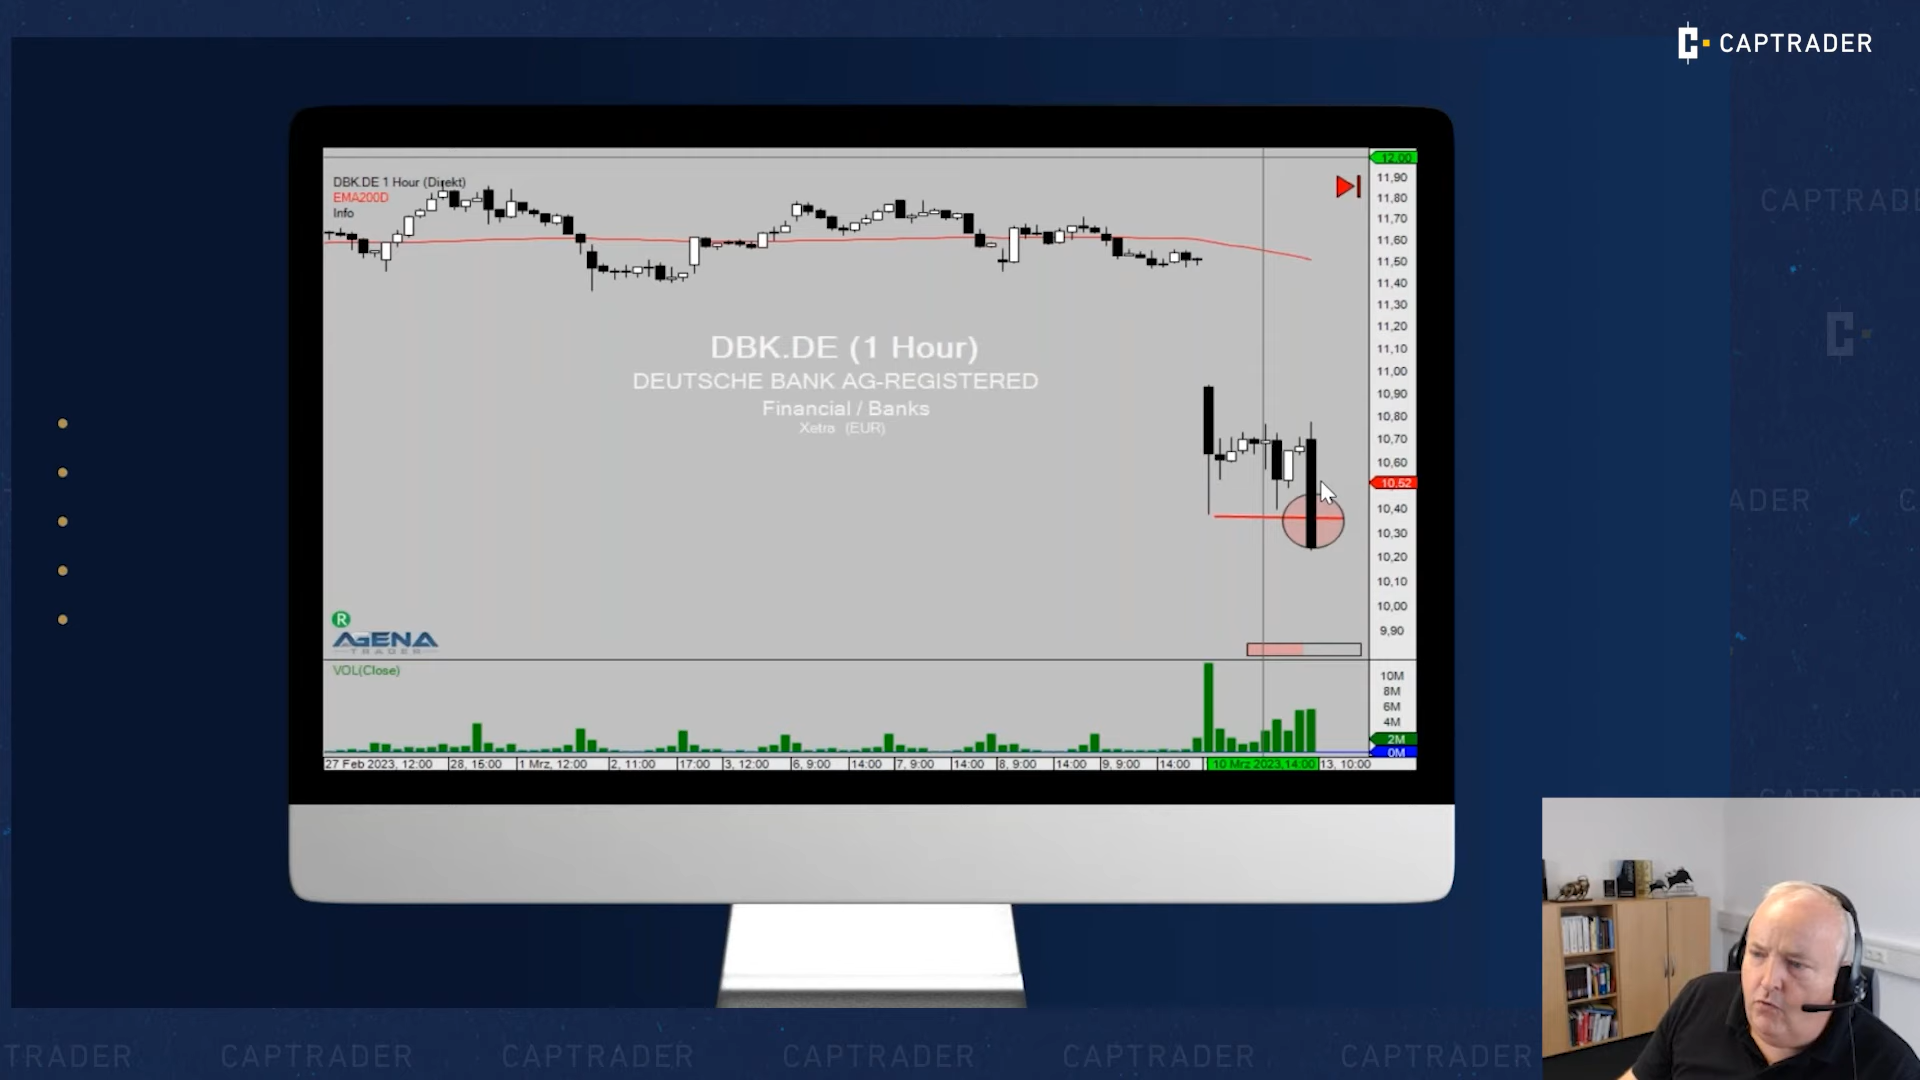 CAPTRADER
12,00
DBK.DE 1 Hour (Direkt)
EMA200D
Info
11,90
11,80
11,70
11,60
11,50
11,40
11,30
11,20
11,10
11,00
10,90
10,80
10,70
10,60
10,52
10,40
10,30
10,20
10,10
10,00
9,90
DBK.DE (1 Hour)
DEUTSCHE BANK AG-REGISTERED
Financial / Banks
Xetra (EUR)
R
AGENA
TRADER
VOL(Close)
10M
8M
6M
4M
2M
0M
27 Feb 2023, 12:00 28, 15:00 1 Mrz, 12:00 2, 11:00 17:00 3, 12:00 6, 9:00 14:00 7, 9:00 14:00 8, 9:00 14:00 9, 9:00 14:00 10 Mrz 2023,14:00 13, 10:00
CAPTRADE
ADER
C
TRADER CAPTRADER CAPTRADER CAPTRADER CAPTRADER CAPTRADER